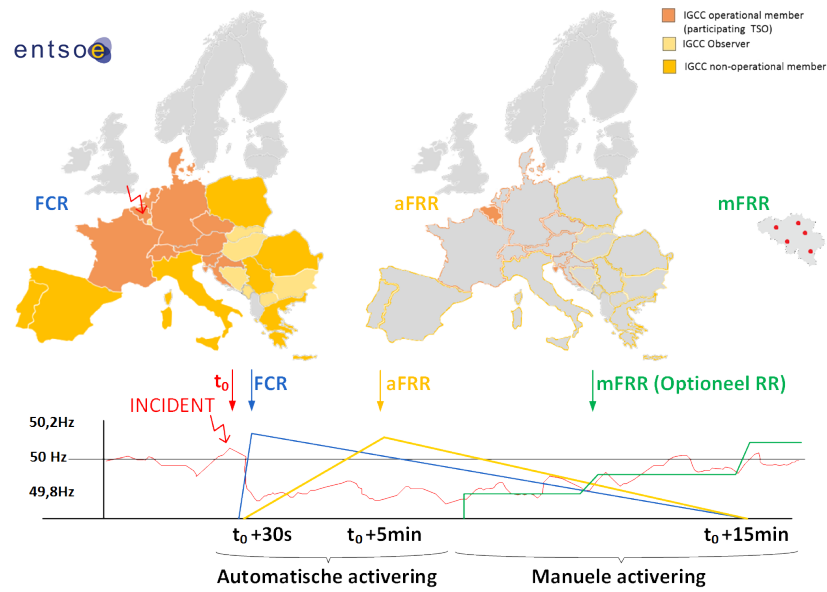 entsoe
IGCC operational member
(participating TSO)
IGCC Observer
IGCC non-operational member
FCR
aFRR
mFRR
t₀
FCR
aFRR
mFRR (Optioneel RR)
INCIDENT
50,2Hz
50 Hz
49,8Hz
t₀ +30s
t₀ +5min
t₀ +15min
Automatische activering
Manuele activering